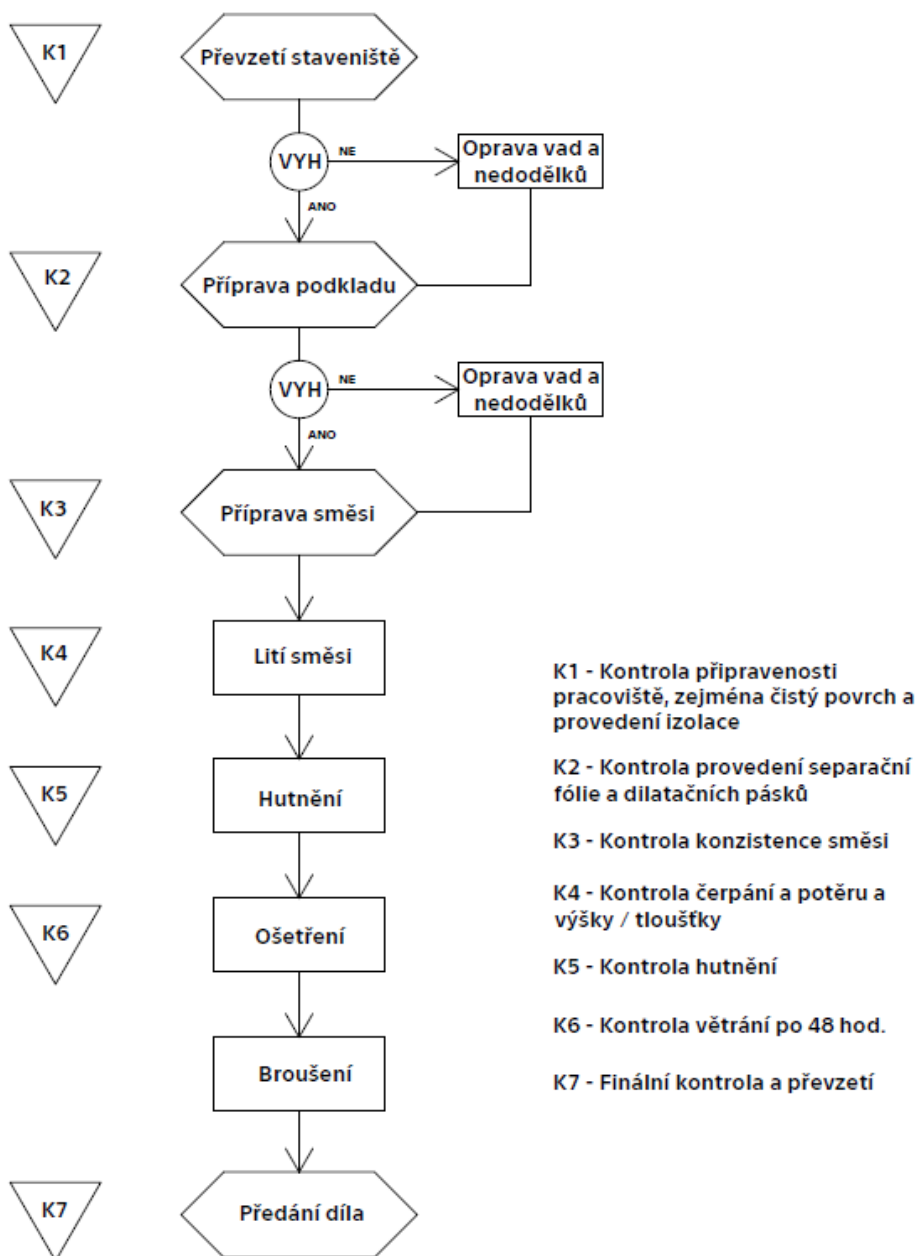 K1
Převzetí staveniště
VYH
NE
Oprava vad a
nedodělků
ANO
K2
Příprava podkladu
VYH
NE
Oprava vad a
nedodělků
ANO
K3
Příprava směsi
K4
Lití směsi
K5
Hutnění
K6
Ošetření
Broušení
K7
Předání díla
K1 - Kontrola připravenosti
pracoviště, zejména čistý povrch a
provedení izolace
K2 - Kontrola provedení separační
fólie a dilatačních pásků
K3 - Kontrola konzistence směsi
K4 - Kontrola čerpání a potěru a
výšky / tloušťky
K5 - Kontrola hutnění
K6 - Kontrola větrání po 48 hod.
K7 - Finální kontrola a převzetí